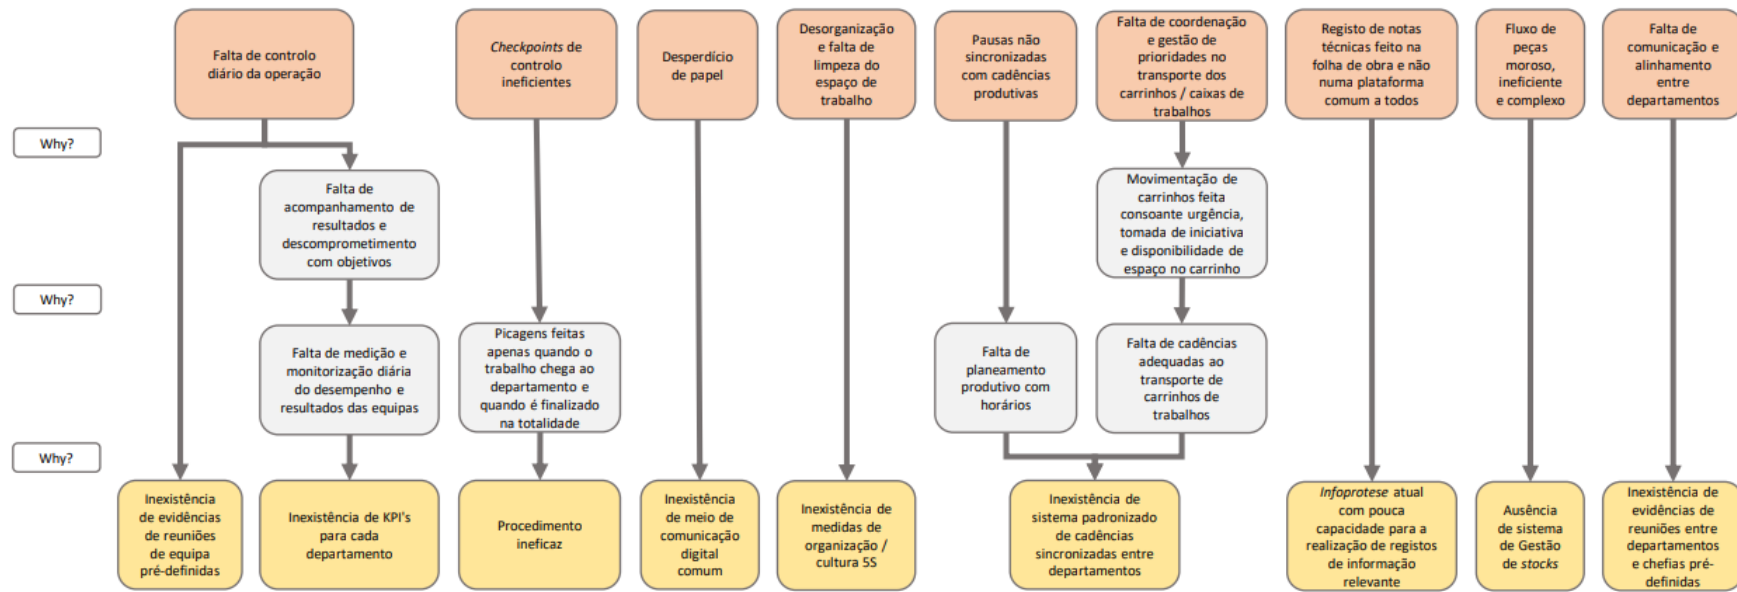 Falta de controlo
diário da operação
Checkpoints de
controlo
ineficientes
Desperdício
de papel
Desorganização
e falta de
limpeza do
espaço de
trabalho
Pausas não
sincronizadas
com cadências
produtivas
Falta de coordenação
e gestão de
prioridades no
transporte dos
carrinhos / caixas de
trabalhos
Registo de notas
técnicas feito na
folha de obra e não
numa plataforma
comum a todos
Fluxo de
peças
moroso,
ineficiente
e complexo
Falta de
comunicação e
alinhamento
entre
departamentos
Why?
Falta de
acompanhamento de
resultados e
descomprometimento
com objetivos
Movimentação de
carrinhos feita
consoante urgência,
tomada de iniciativa
e disponibilidade de
espaço no carrinho
Why?
Falta de medição e
monitorização diária
do desempenho e
resultados das equipas
Picagens feitas
apenas quando o
trabalho chega ao
departamento e
quando é finalizado
na totalidade
Falta de
planeamento
produtivo com
horários
Falta de cadências
adequadas ao
transporte de
carrinhos de
trabalhos
Why?
Inexistência
de evidências
de reuniões
de equipa
pré-definidas
Inexistência de KPI's
para cada
departamento
Procedimento
ineficaz
Inexistência
de meio de
comunicação
digital
comum
Inexistência de
medidas de
organização /
cultura 5S
Inexistência de
sistema padronizado
de cadências
sincronizadas entre
departamentos
Infoprotese atual
com pouca
capacidade para a
realização de registos
de informação
relevante
Ausência
de sistema
de Gestão
de stocks
Inexistência de
evidências de
reuniões entre
departamentos
e chefias pré-
definidas